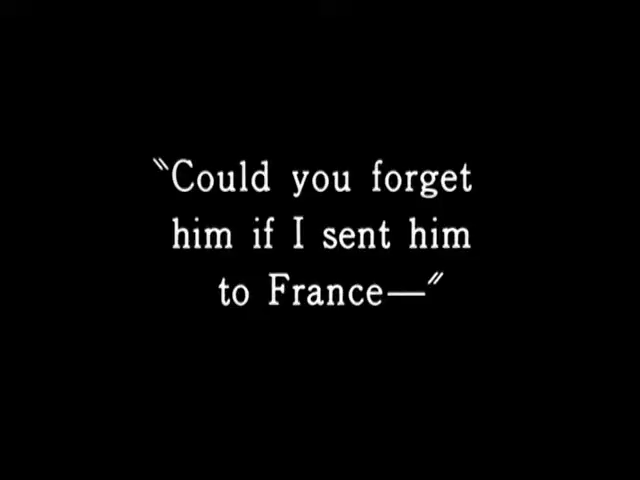 “Could you forget
him if I sent him
to France—”